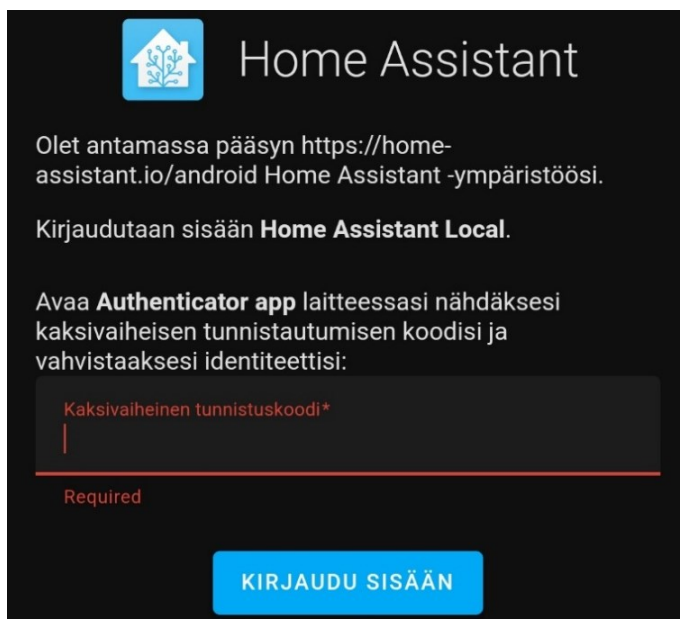 Home Assistant
Olet antamassa pääsyn https://home-
assistant.io/android Home Assistant -ympäristöösi.
Kirjaudutaan sisään Home Assistant Local.
Avaa Authenticator app laitteessasi nähdäksesi
kaksivaiheisen tunnistautumisen koodisi ja
vahvistaaksesi identiteettisi:
Kaksivaiheinen tunnistuskoodi*
Required
KIRJAUDU SISÄÄN